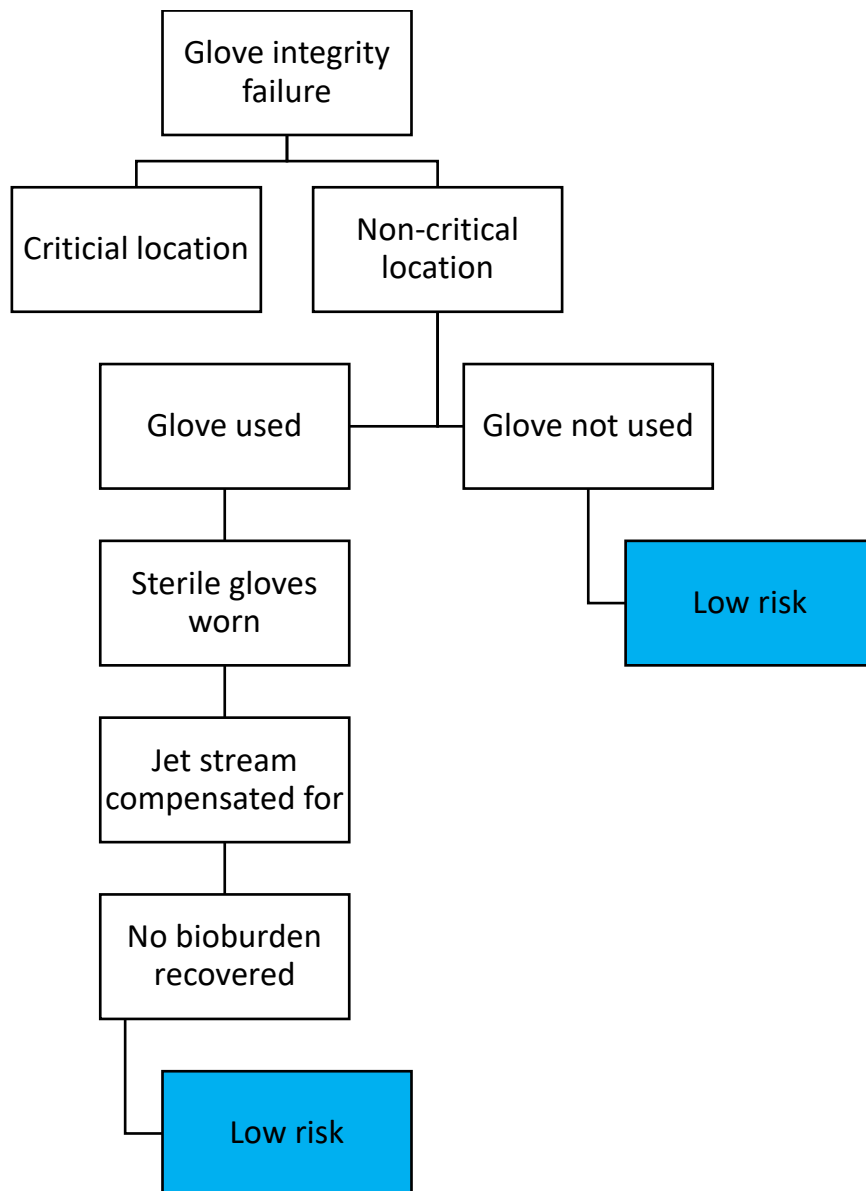 Glove integrity
failure
Criticial location
Non-critical
location
Glove used
Glove not used
Sterile gloves
worn
Low risk
Jet stream
compensated for
No bioburden
recovered
Low risk